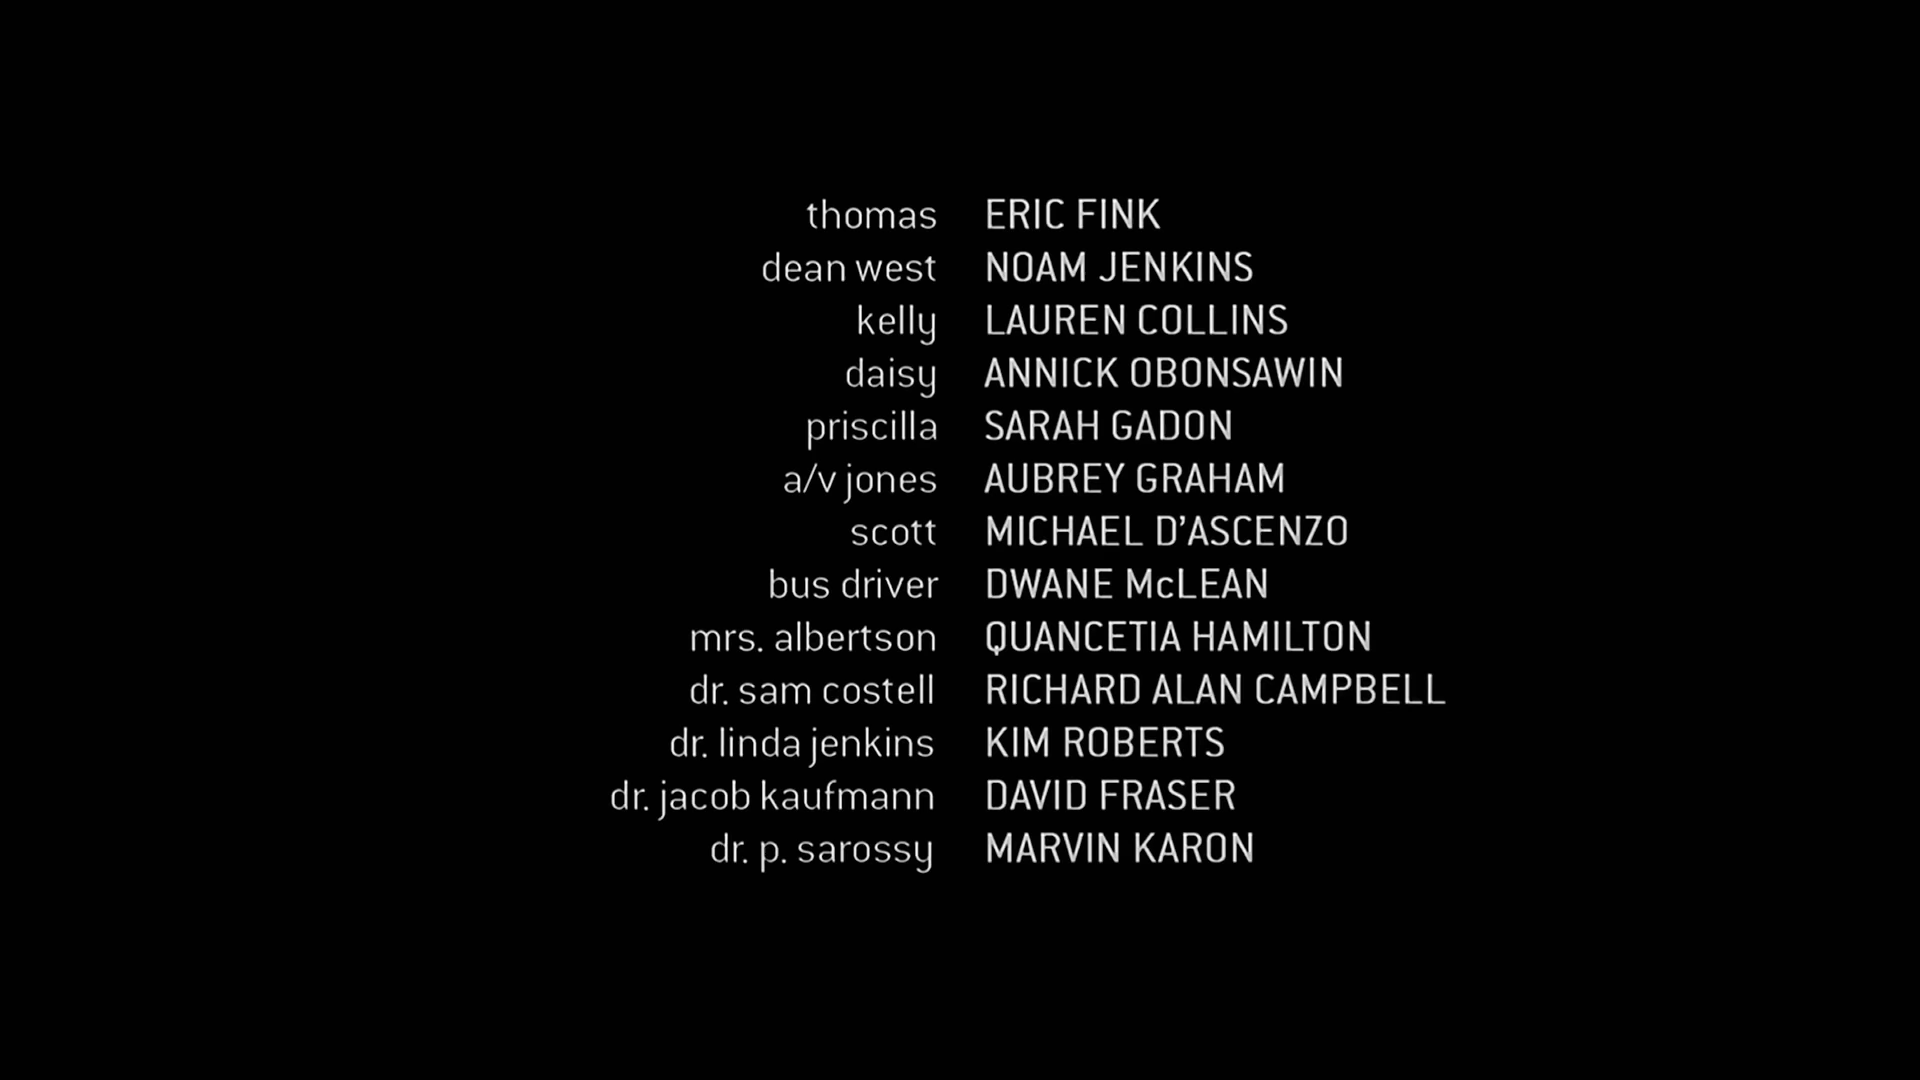 thomas ERIC FINK
dean west NOAM JENKINS
kelly LAUREN COLLINS
daisy ANNICK OBONSAWIN
priscilla SARAH GADON
a/v jones AUBREY GRAHAM
scott MICHAEL D’ASCENZO
bus driver DWANE McLEAN
mrs. albertson QUANCETIA HAMILTON
dr. sam costell RICHARD ALAN CAMPBELL
dr. linda jenkins KIM ROBERTS
dr. jacob kaufmann DAVID FRASER
dr. p. sarossy MARVIN KARON